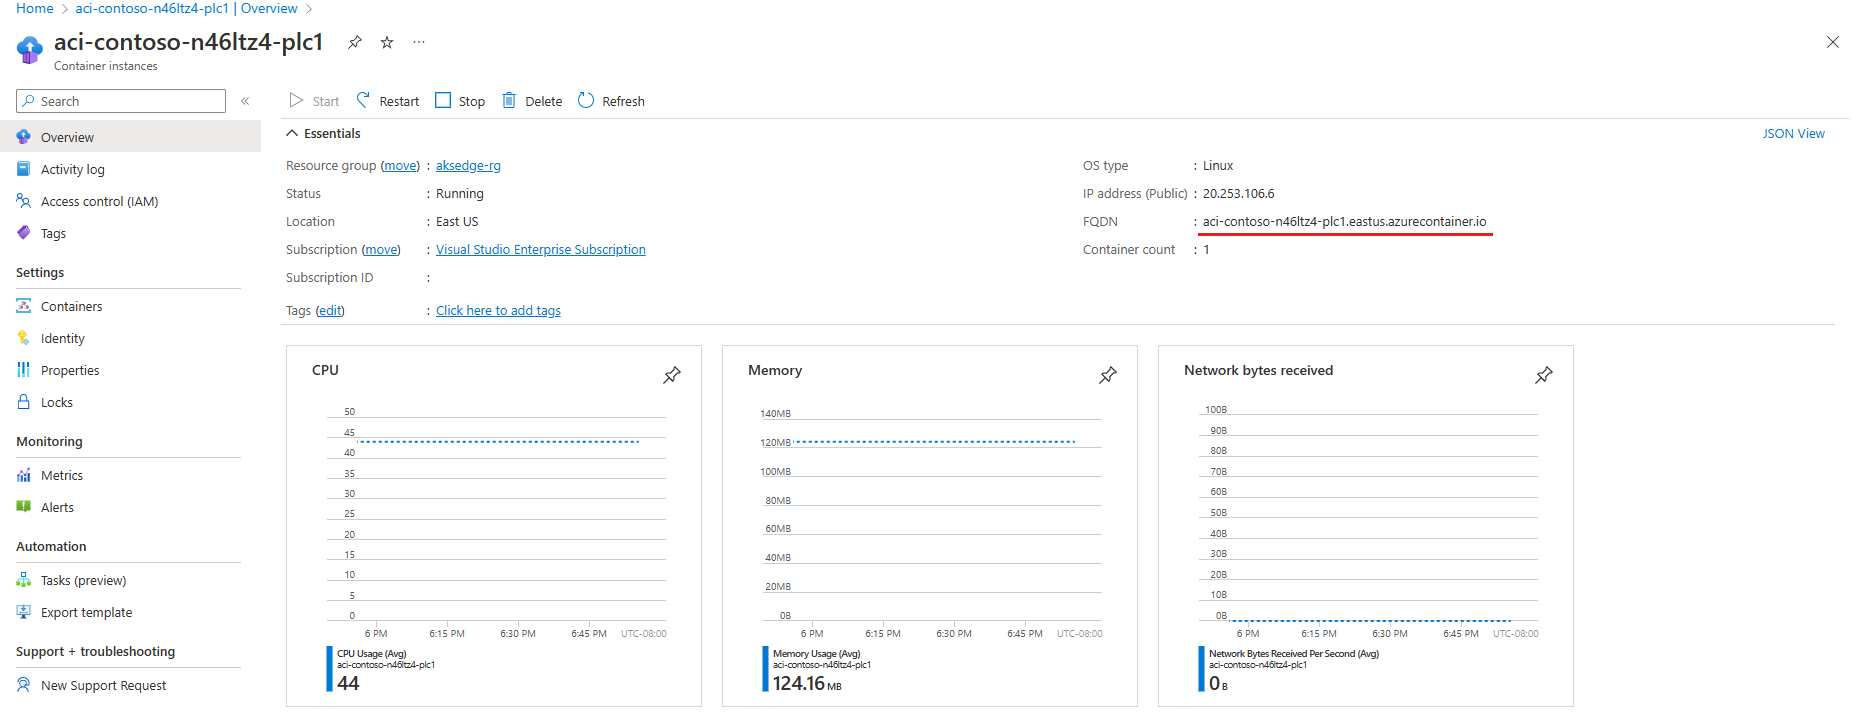 Home > aci-contoso-n46ltz4-plc1 | Overview >
aci-contoso-n46ltz4-plc1
Container instances
Search
Overview
Activity log
Access control (IAM)
Tags
Settings
Containers
Identity
Properties
Locks
Monitoring
Metrics
Alerts
Automation
Tasks (preview)
Export template
Support + troubleshooting
New Support Request
Start Restart Stop Delete Refresh
Essentials
JSON View
Resource group (move) : aksedge-rg
Status : Running
Location : East US
Subscription (move) : Visual Studio Enterprise Subscription
Subscription ID :
Tags (edit) : Click here to add tags
OS type : Linux
IP address (Public) : 20.253.106.6
FQDN : aci-contoso-n46ltz4-plc1.eastus.azurecontainer.io
Container count : 1
CPU
50
45
40
35
30
25
20
15
10
5
0
6 PM 6:15 PM 6:30 PM 6:45 PM UTC-08:00
CPU Usage (Avg)
aci-contoso-n46ltz4-plc1
44
Memory
140MB
120MB
100MB
80MB
60MB
40MB
20MB
0B
6 PM 6:15 PM 6:30 PM 6:45 PM UTC-08:00
Memory Usage (Avg)
aci-contoso-n46ltz4-plc1
124.16 MB
Network bytes received
100B
90B
80B
70B
60B
50B
40B
30B
20B
10B
0B
6 PM 6:15 PM 6:30 PM 6:45 PM UTC-08:00
Network Bytes Received Per Second (Avg)
aci-contoso-n46ltz4-plc1
0 B